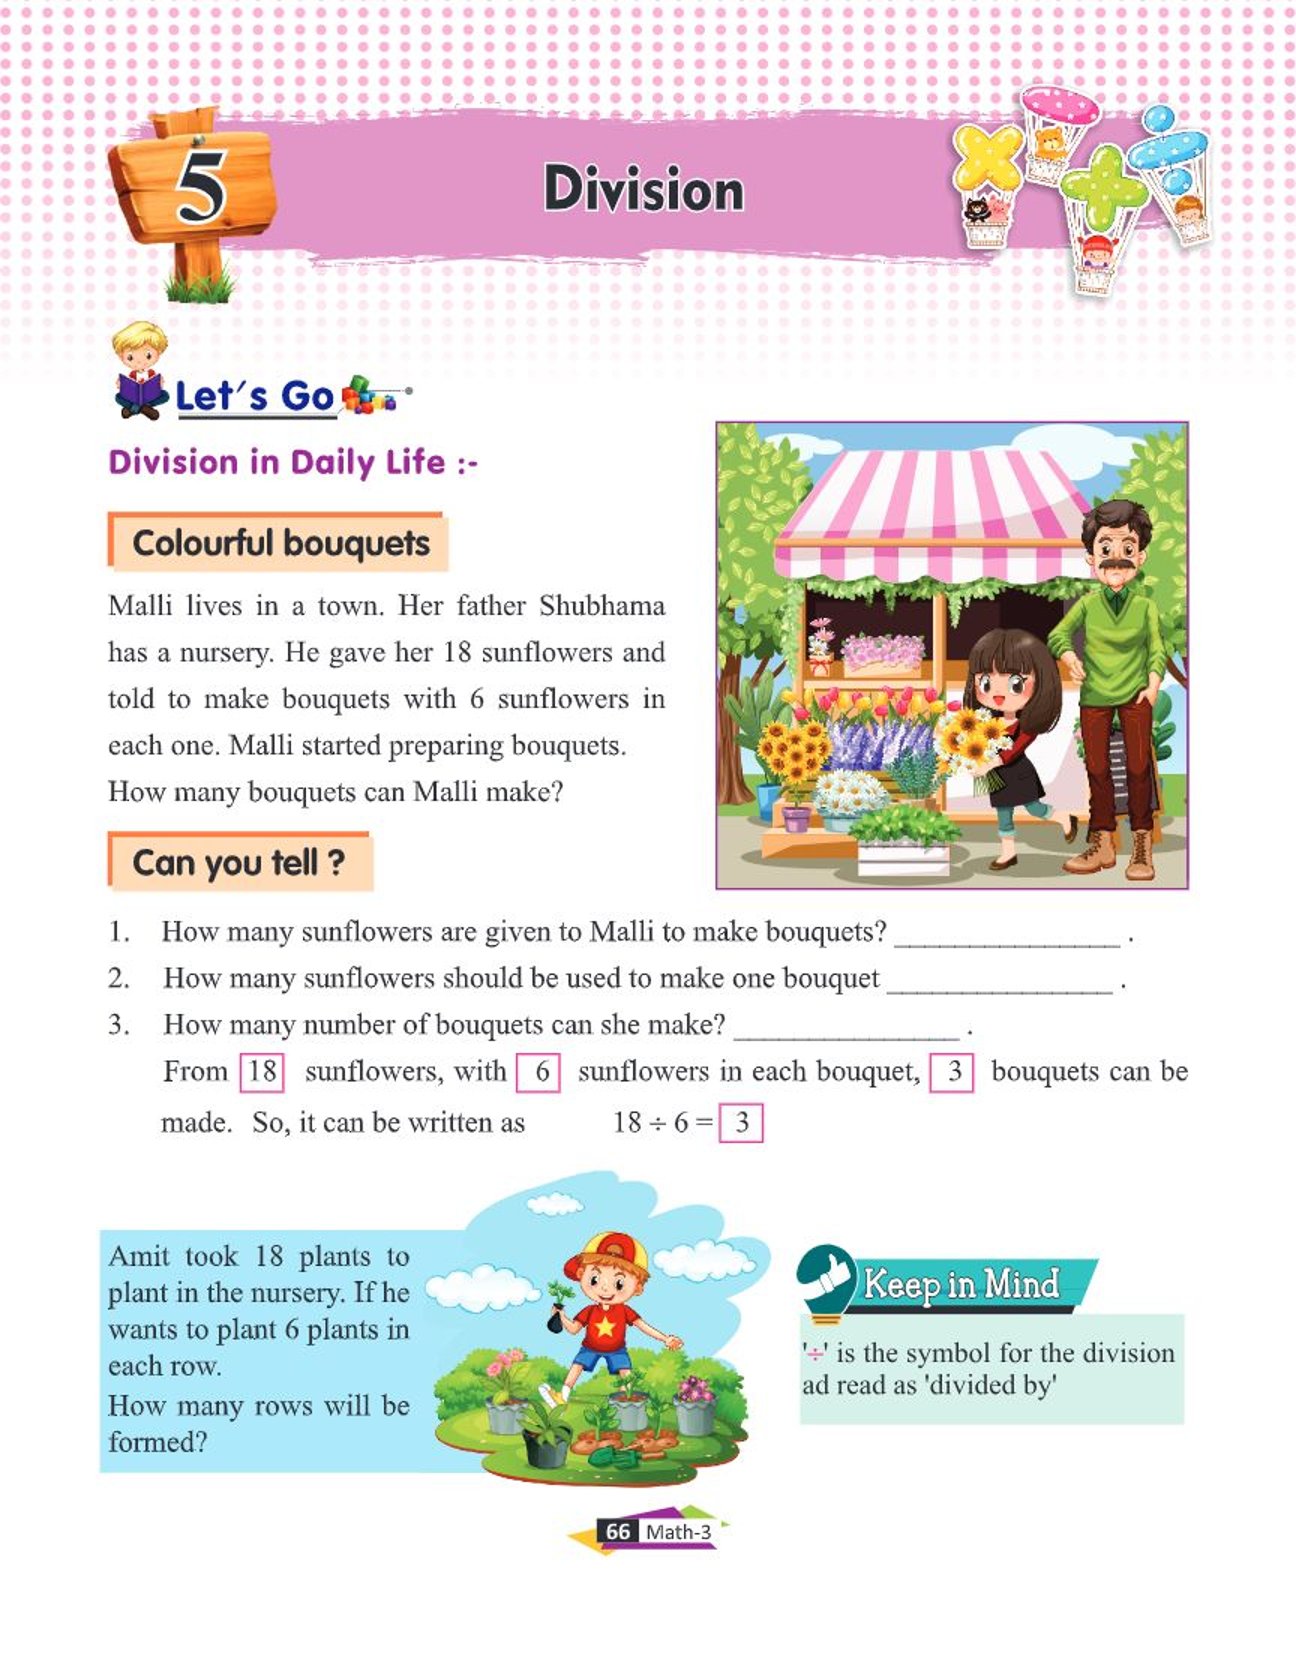 5
Division
Let's Go
Division in Daily Life :-
Colourful bouquets
Malli lives in a town. Her father Shubhama
has a nursery. He gave her 18 sunflowers and
told to make bouquets with 6 sunflowers in
each one. Malli started preparing bouquets.
How many bouquets can Malli make?
Can you tell ?
1. How many sunflowers are given to Malli to make bouquets? _______________ .
2. How many sunflowers should be used to make one bouquet _______________ .
3. How many number of bouquets can she make? _______________ .
From 18 sunflowers, with 6 sunflowers in each bouquet, 3 bouquets can be
made. So, it can be written as 18 ÷ 6 = 3
Amit took 18 plants to
plant in the nursery. If he
wants to plant 6 plants in
each row.
How many rows will be
formed?
Keep in Mind
'÷' is the symbol for the division
ad read as 'divided by'
66 Math-3